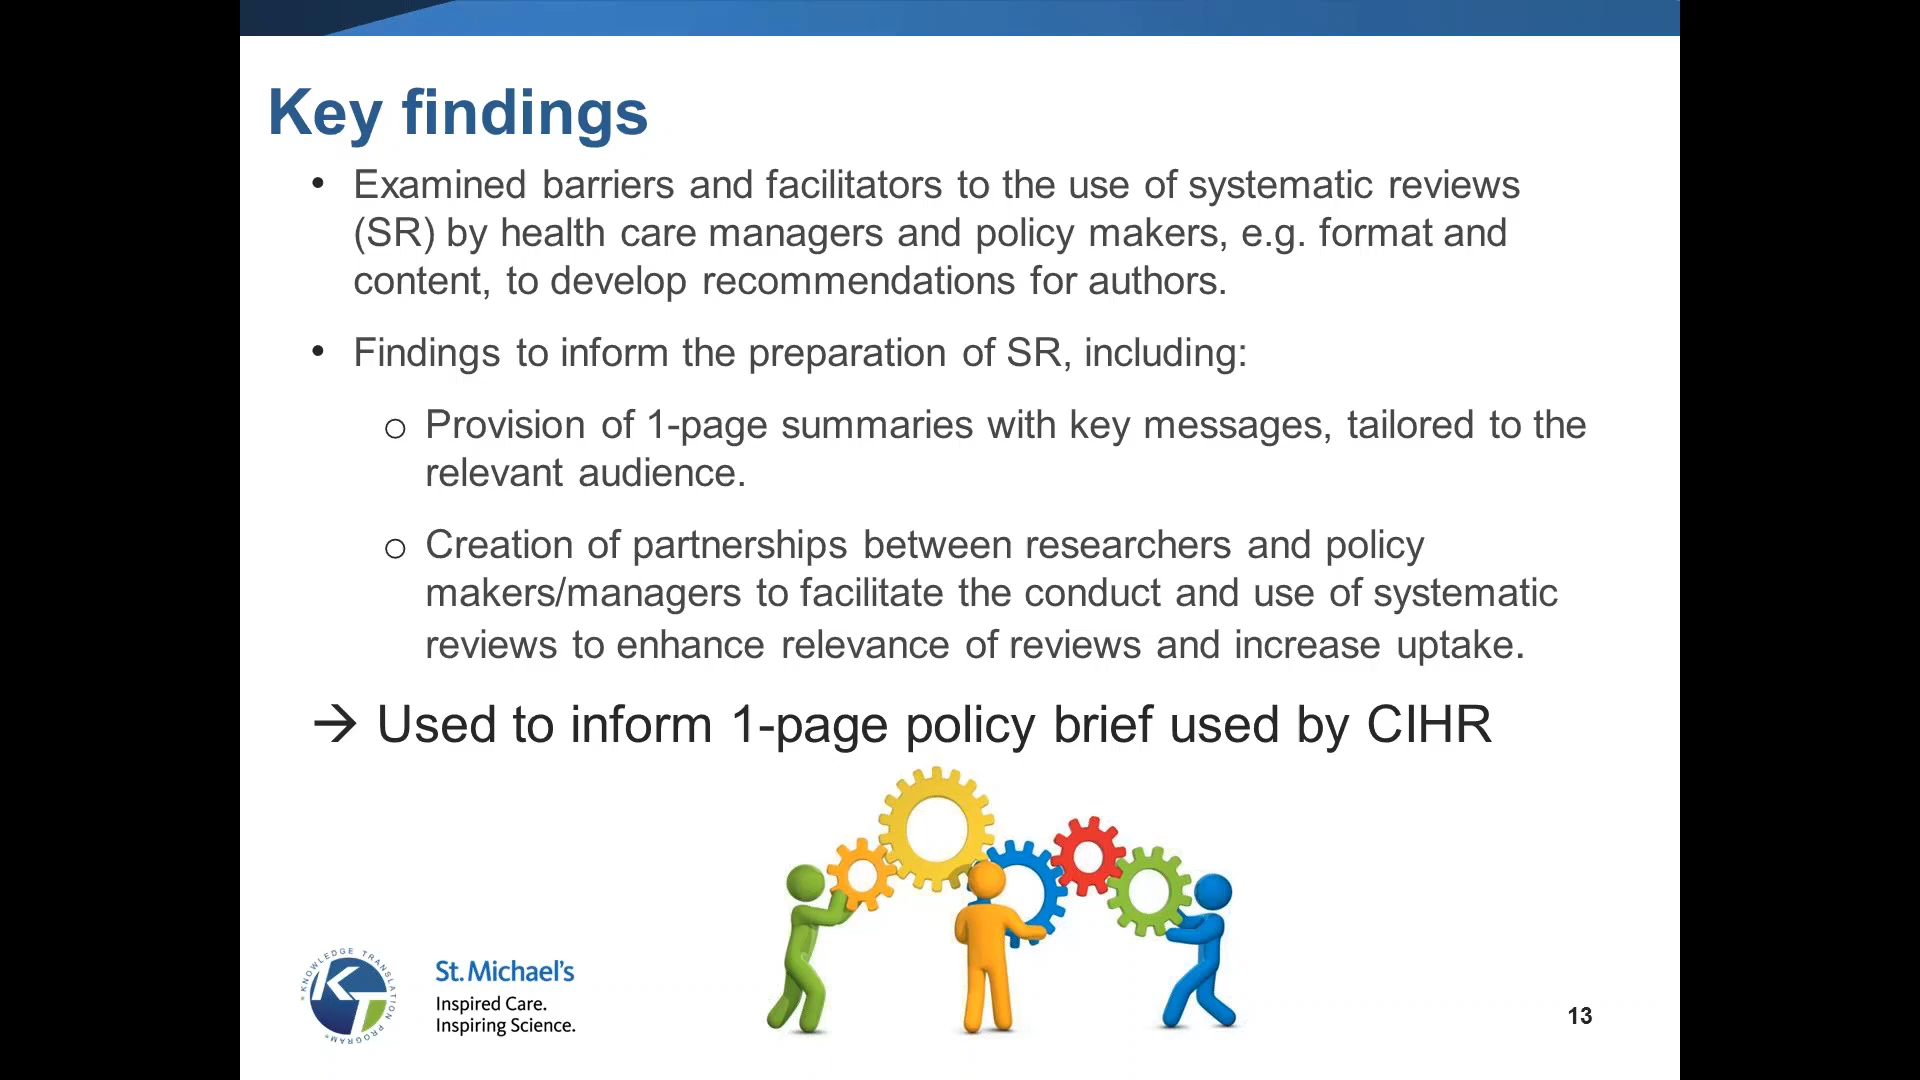 Key findings
• Examined barriers and facilitators to the use of systematic reviews
(SR) by health care managers and policy makers, e.g. format and
content, to develop recommendations for authors.
• Findings to inform the preparation of SR, including:
o Provision of 1-page summaries with key messages, tailored to the
relevant audience.
o Creation of partnerships between researchers and policy
makers/managers to facilitate the conduct and use of systematic
reviews to enhance relevance of reviews and increase uptake.
→ Used to inform 1-page policy brief used by CIHR
KNOWLEDGE TRANSLATION PROGRAM
KT
St. Michael's
Inspired Care.
Inspiring Science.
13